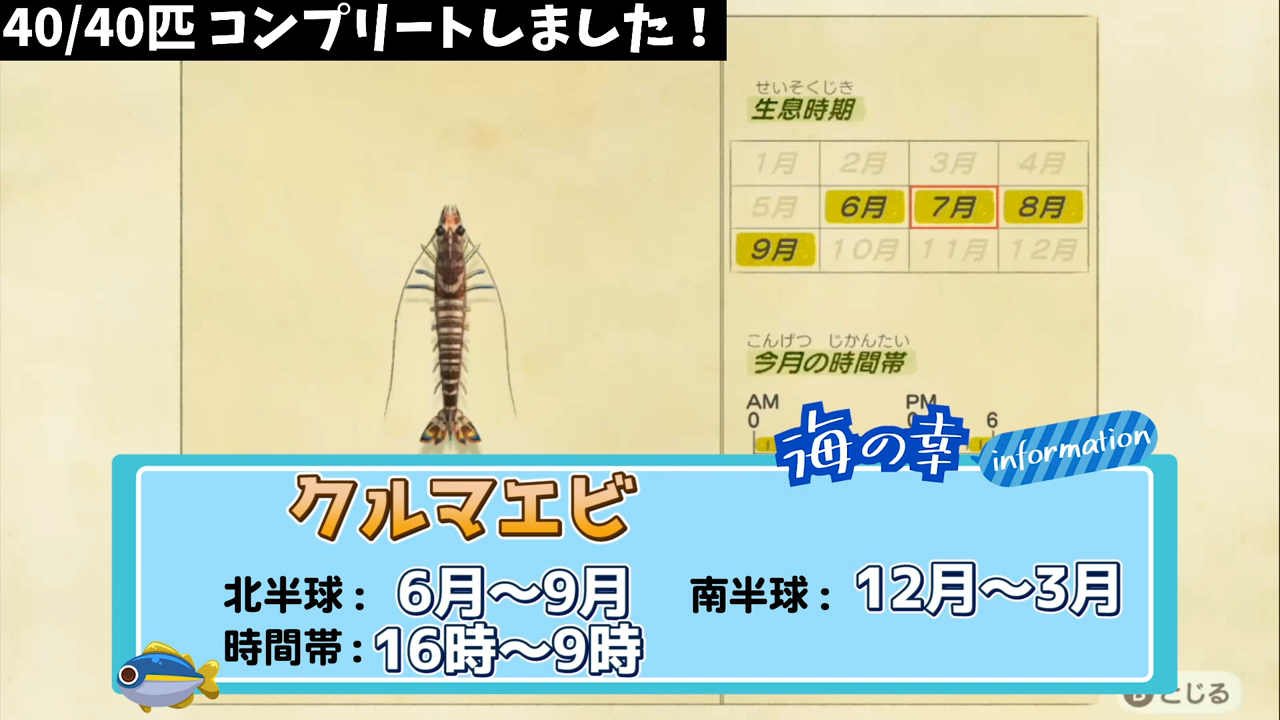 40/40匹 コンプリートしました！
せいそくじき
生息時期
1月 2月 3月 4月
5月 6月 7月 8月
9月 10月 11月 12月
こんげつ じかんたい
今月の時間帯
AM PM
0 6
海の幸 information
クルマエビ
北半球： 6月～9月 南半球： 12月～3月
時間帯：16時～9時
とじる